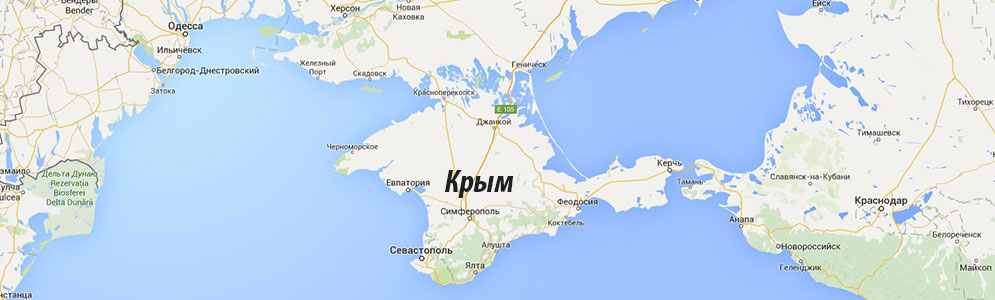 Бендеры
Bender
Одесса
Ильичёвск
Белгород-Днестровский
Затока
Дельта Дунаю
Rezervația
Biosferei
Delta Dunării
Херсон
Новая
Каховка
Железный
Порт
Скадовск
Геническ
Красноперекопск
E 105
Джанкой
Черноморское
Евпатория
Крым
Симферополь
Севастополь
Алушта
Ялта
Феодосия
Коктебель
Керчь
Тамань
Анапа
Новороссийск
Геленджик
Ейск
Тихорецк
Тимашевск
Славянск-на-Кубани
Краснодар
Белореченск
Майкоп